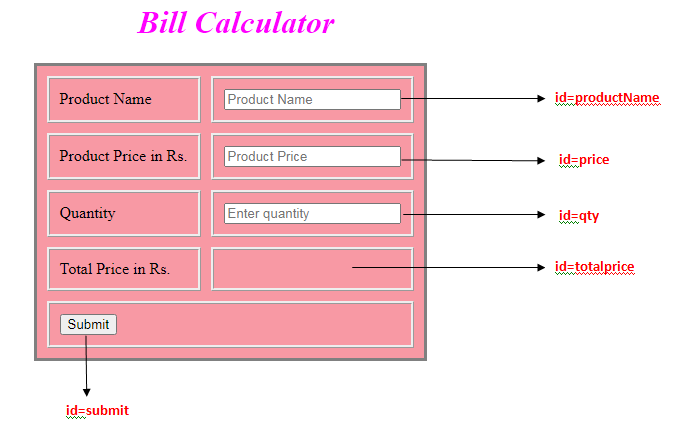 Bill Calculator
Product Name
Product Name
id=productName
Product Price in Rs.
Product Price
id=price
Quantity
Enter quantity
id=qty
Total Price in Rs.
id=totalprice
Submit
id=submit